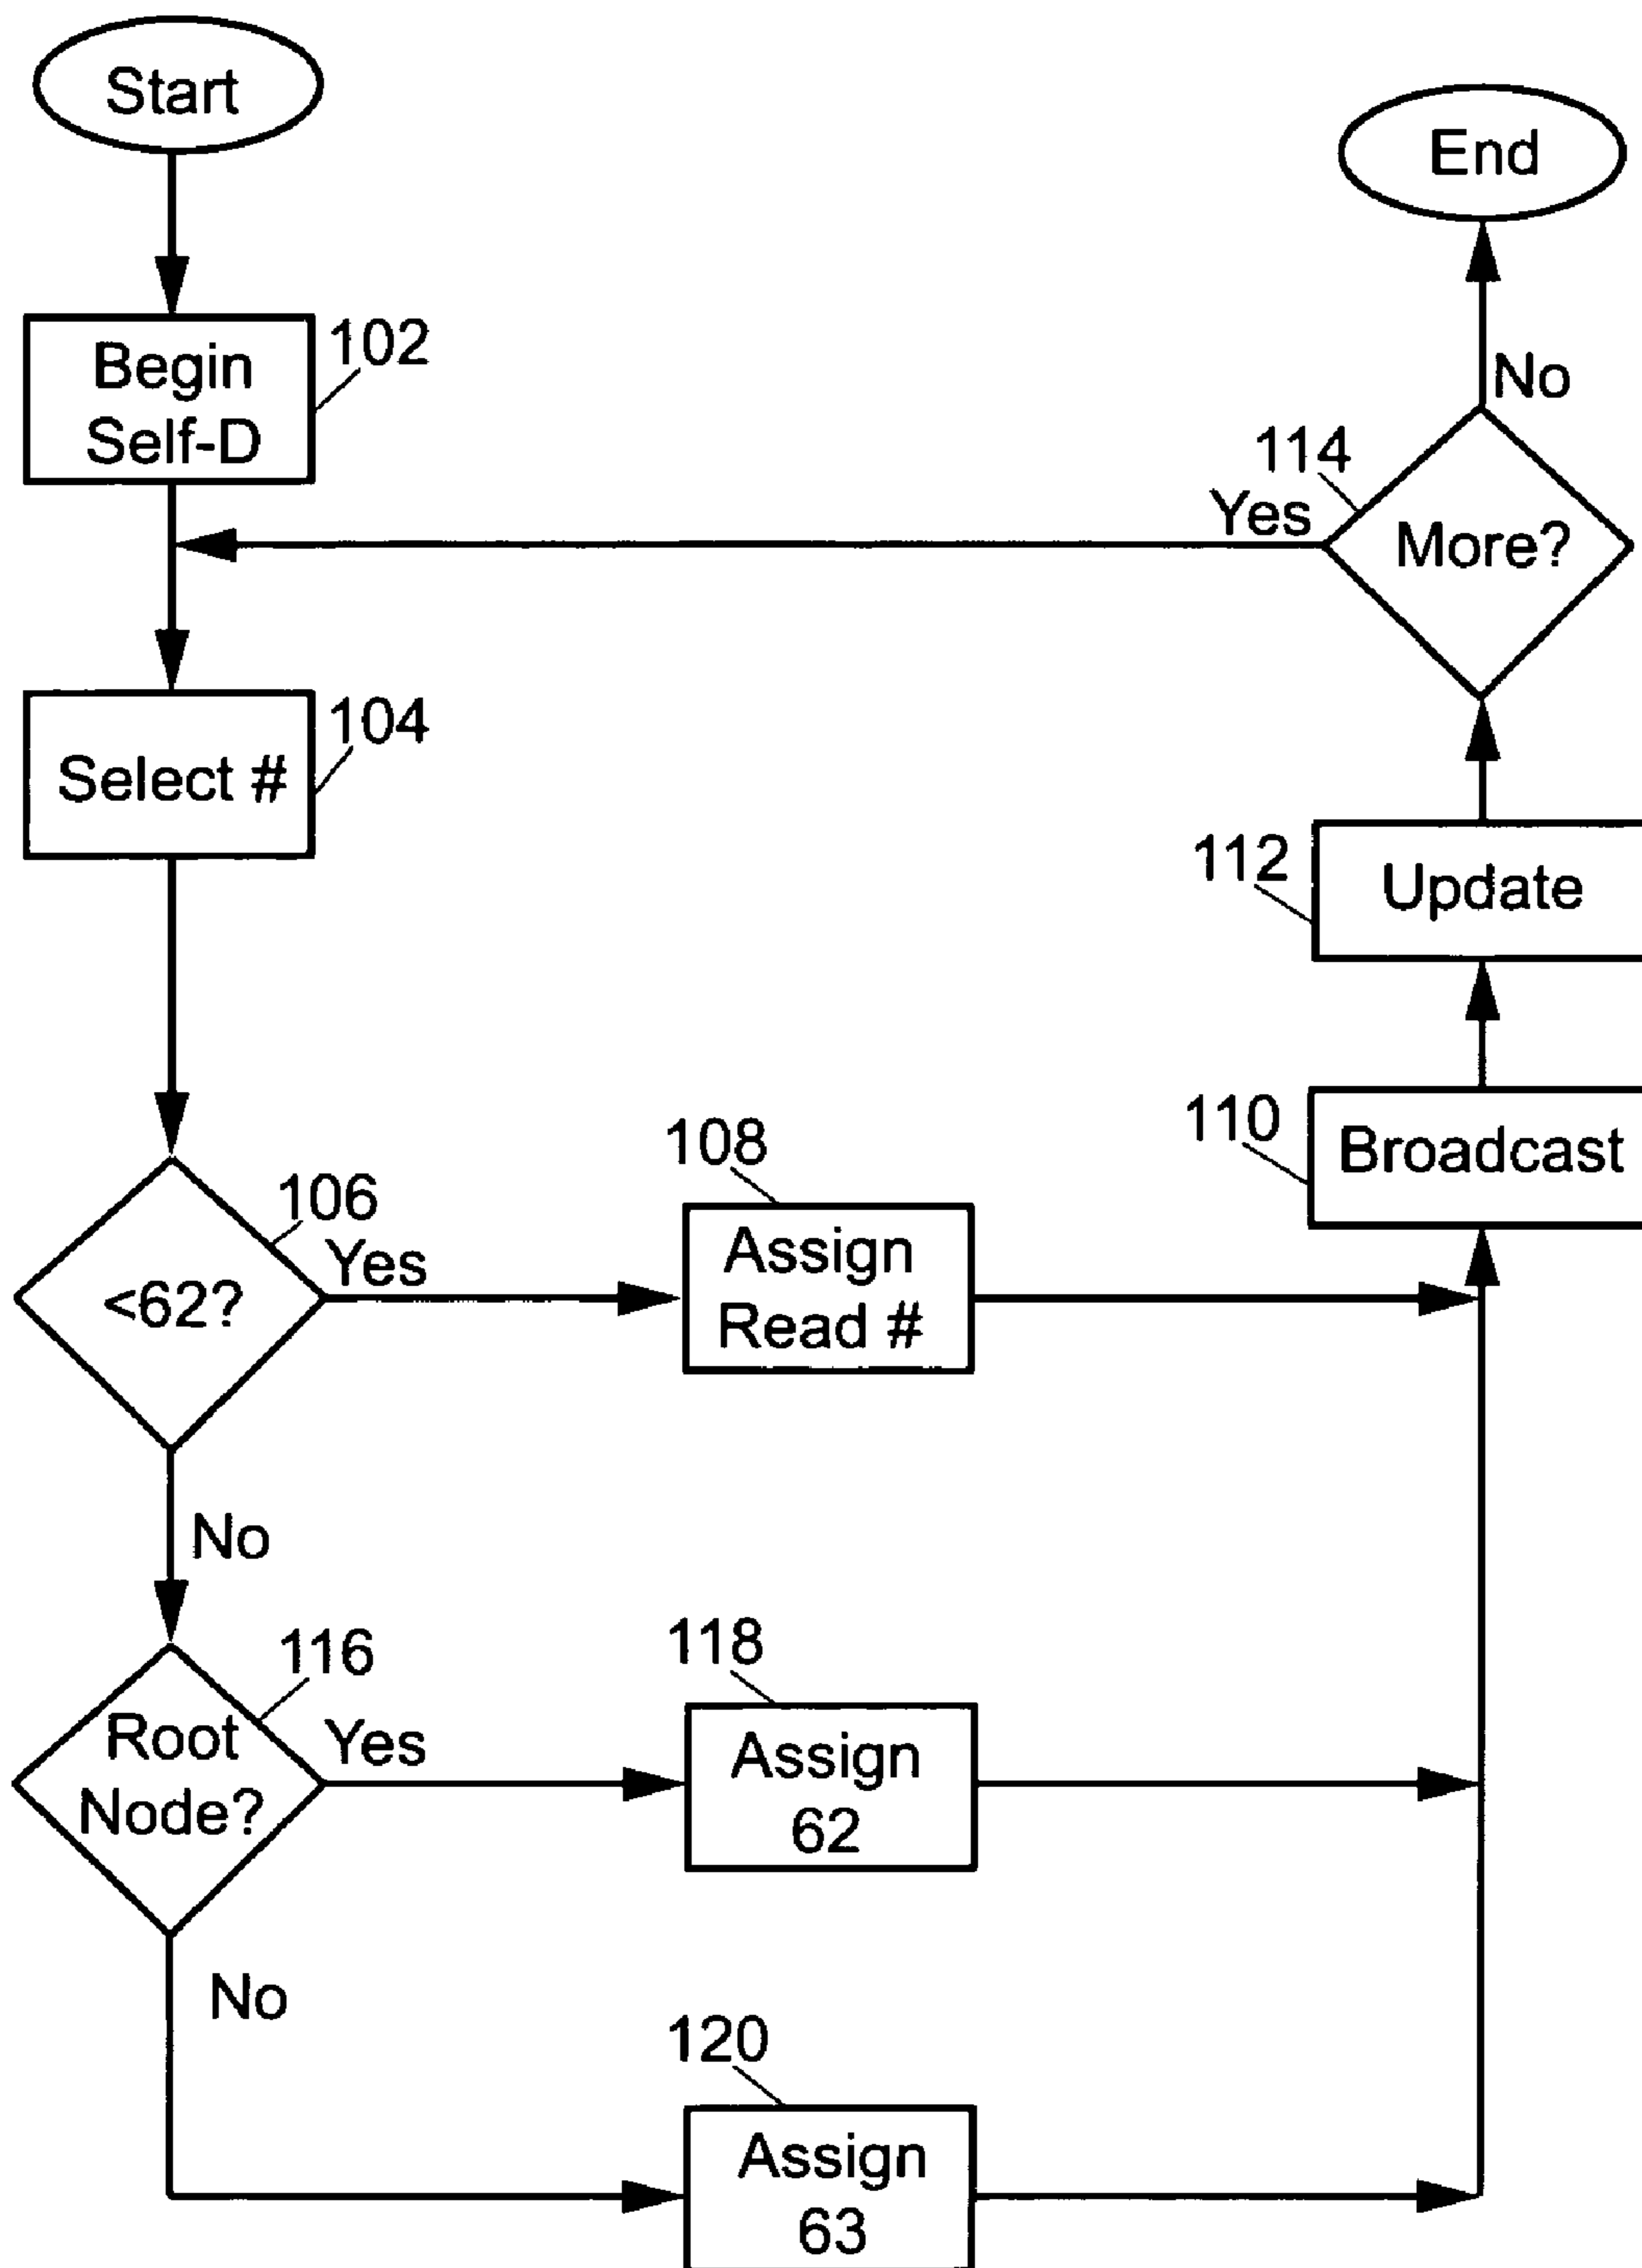 Start
End
Begin
Self-D
102
No
114
Yes
More?
Select #
104
112
Update
110
Broadcast
108
106
Yes
<62?
Assign
Read #
No
116
118
Root
Node?
Yes
Assign
62
No
120
Assign
63